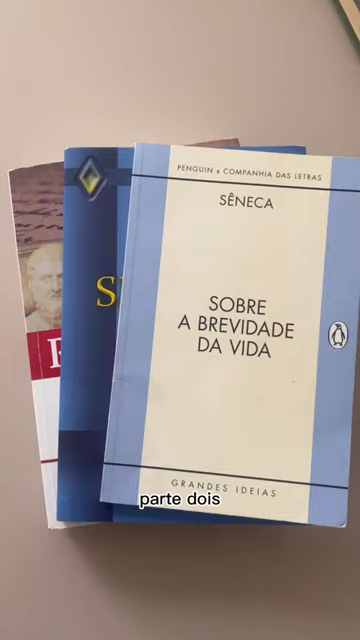 PENGUIN & COMPANHIA DAS LETRAS
SÊNECA
SOBRE
A BREVIDADE
DA VIDA
GRANDES IDEIAS
parte dois